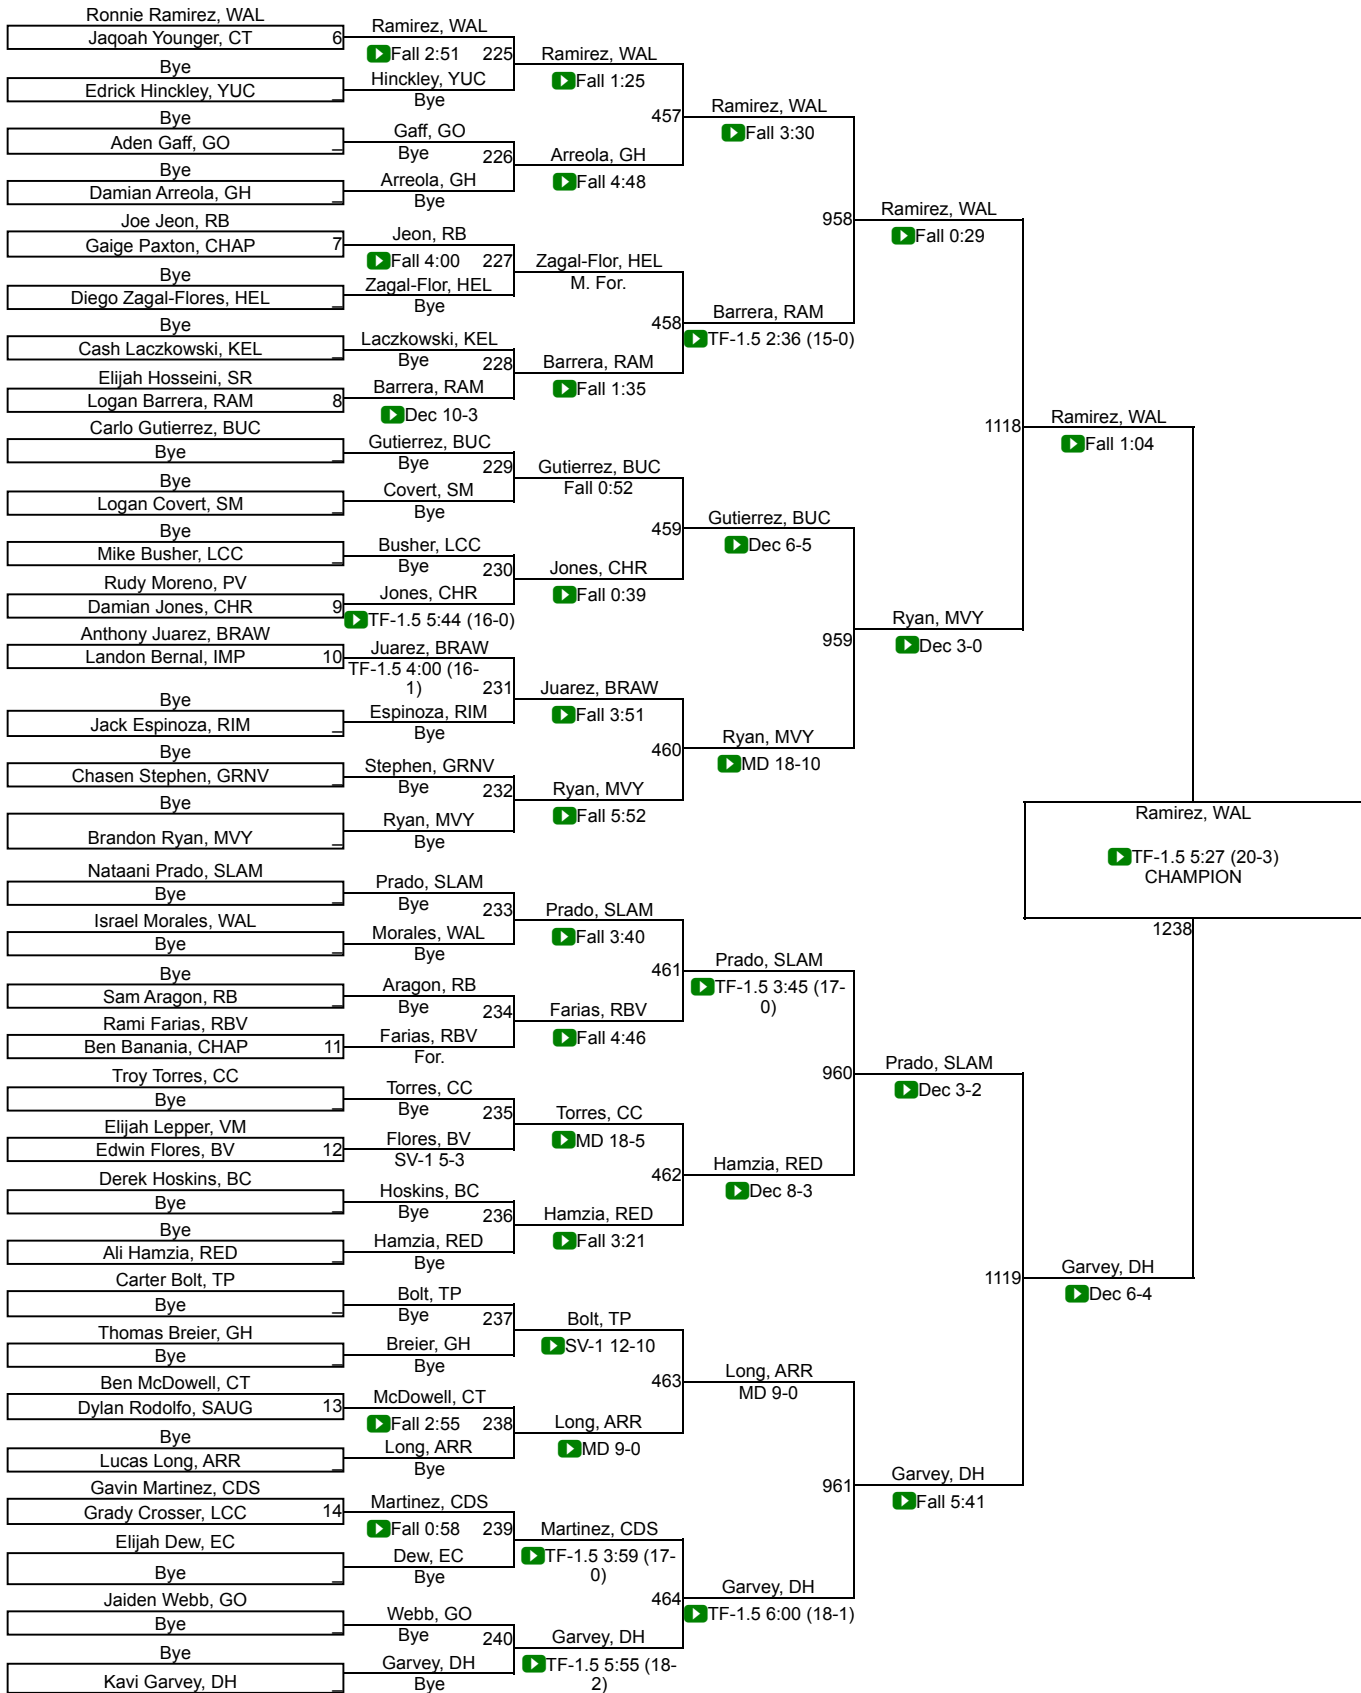 Ronnie Ramirez, WAL
Jaqoah Younger, CT 6
Bye
Edrick Hinckley, YUC _
Bye
Aden Gaff, GO _
Bye
Damian Arreola, GH _
Joe Jeon, RB
Gaige Paxton, CHAP 7
Bye
Diego Zagal-Flores, HEL _
Bye
Cash Laczkowski, KEL _
Elijah Hosseini, SR
Logan Barrera, RAM 8
Carlo Gutierrez, BUC
Bye _
Bye
Logan Covert, SM _
Bye
Mike Busher, LCC _
Rudy Moreno, PV
Damian Jones, CHR 9
Anthony Juarez, BRAW
Landon Bernal, IMP 10
Bye
Jack Espinoza, RIM _
Bye
Chasen Stephen, GRNV _
Bye
Brandon Ryan, MVY _
Nataani Prado, SLAM
Bye _
Israel Morales, WAL
Bye _
Bye
Sam Aragon, RB _
Rami Farias, RBV
Ben Banania, CHAP 11
Troy Torres, CC
Bye _
Elijah Lepper, VM
Edwin Flores, BV 12
Derek Hoskins, BC
Bye _
Bye
Ali Hamzia, RED _
Carter Bolt, TP
Bye _
Thomas Breier, GH
Bye _
Ben McDowell, CT
Dylan Rodolfo, SAUG 13
Bye
Lucas Long, ARR _
Gavin Martinez, CDS
Grady Crosser, LCC 14
Elijah Dew, EC
Bye _
Jaiden Webb, GO
Bye _
Bye
Kavi Garvey, DH _
Ramirez, WAL
Fall 2:51 225
Hinckley, YUC
Bye
Gaff, GO
Bye 226
Arreola, GH
Bye
Jeon, RB
Fall 4:00 227
Zagal-Flor, HEL
Bye
Laczkowski, KEL
Bye 228
Barrera, RAM
Dec 10-3
Gutierrez, BUC
Bye 229
Covert, SM
Bye
Busher, LCC
Bye 230
Jones, CHR
TF-1.5 5:44 (16-0)
Juarez, BRAW
TF-1.5 4:00 (16-
1) 231
Espinoza, RIM
Bye
Stephen, GRNV
Bye 232
Ryan, MVY
Bye
Prado, SLAM
Bye 233
Morales, WAL
Bye
Aragon, RB
Bye 234
Farias, RBV
For.
Torres, CC
Bye 235
Flores, BV
SV-1 5-3
Hoskins, BC
Bye 236
Hamzia, RED
Bye
Bolt, TP
Bye 237
Breier, GH
Bye
McDowell, CT
Fall 2:55 238
Long, ARR
Bye
Martinez, CDS
Fall 0:58 239
Dew, EC
Bye
Webb, GO
Bye 240
Garvey, DH
Bye
Ramirez, WAL
Fall 1:25
457
Arreola, GH
Fall 4:48
Zagal-Flor, HEL
M. For.
458
Barrera, RAM
Fall 1:35
Gutierrez, BUC
Fall 0:52
459
Jones, CHR
Fall 0:39
Juarez, BRAW
Fall 3:51
460
Ryan, MVY
Fall 5:52
Prado, SLAM
Fall 3:40
461
Farias, RBV
Fall 4:46
Torres, CC
MD 18-5
462
Hamzia, RED
Fall 3:21
Bolt, TP
SV-1 12-10
463
Long, ARR
MD 9-0
Martinez, CDS
TF-1.5 3:59 (17-
0)
464
Garvey, DH
TF-1.5 5:55 (18-
2)
Ramirez, WAL
Fall 3:30
958
Barrera, RAM
TF-1.5 2:36 (15-0)
Gutierrez, BUC
Dec 6-5
959
Ryan, MVY
MD 18-10
Prado, SLAM
TF-1.5 3:45 (17-
0)
960
Hamzia, RED
Dec 8-3
Long, ARR
MD 9-0
961
Garvey, DH
TF-1.5 6:00 (18-1)
Ramirez, WAL
Fall 0:29
1118
Ryan, MVY
Dec 3-0
Prado, SLAM
Dec 3-2
1119
Garvey, DH
Fall 5:41
Ramirez, WAL
Fall 1:04
Garvey, DH
Dec 6-4
Ramirez, WAL
TF-1.5 5:27 (20-3)
CHAMPION
1238